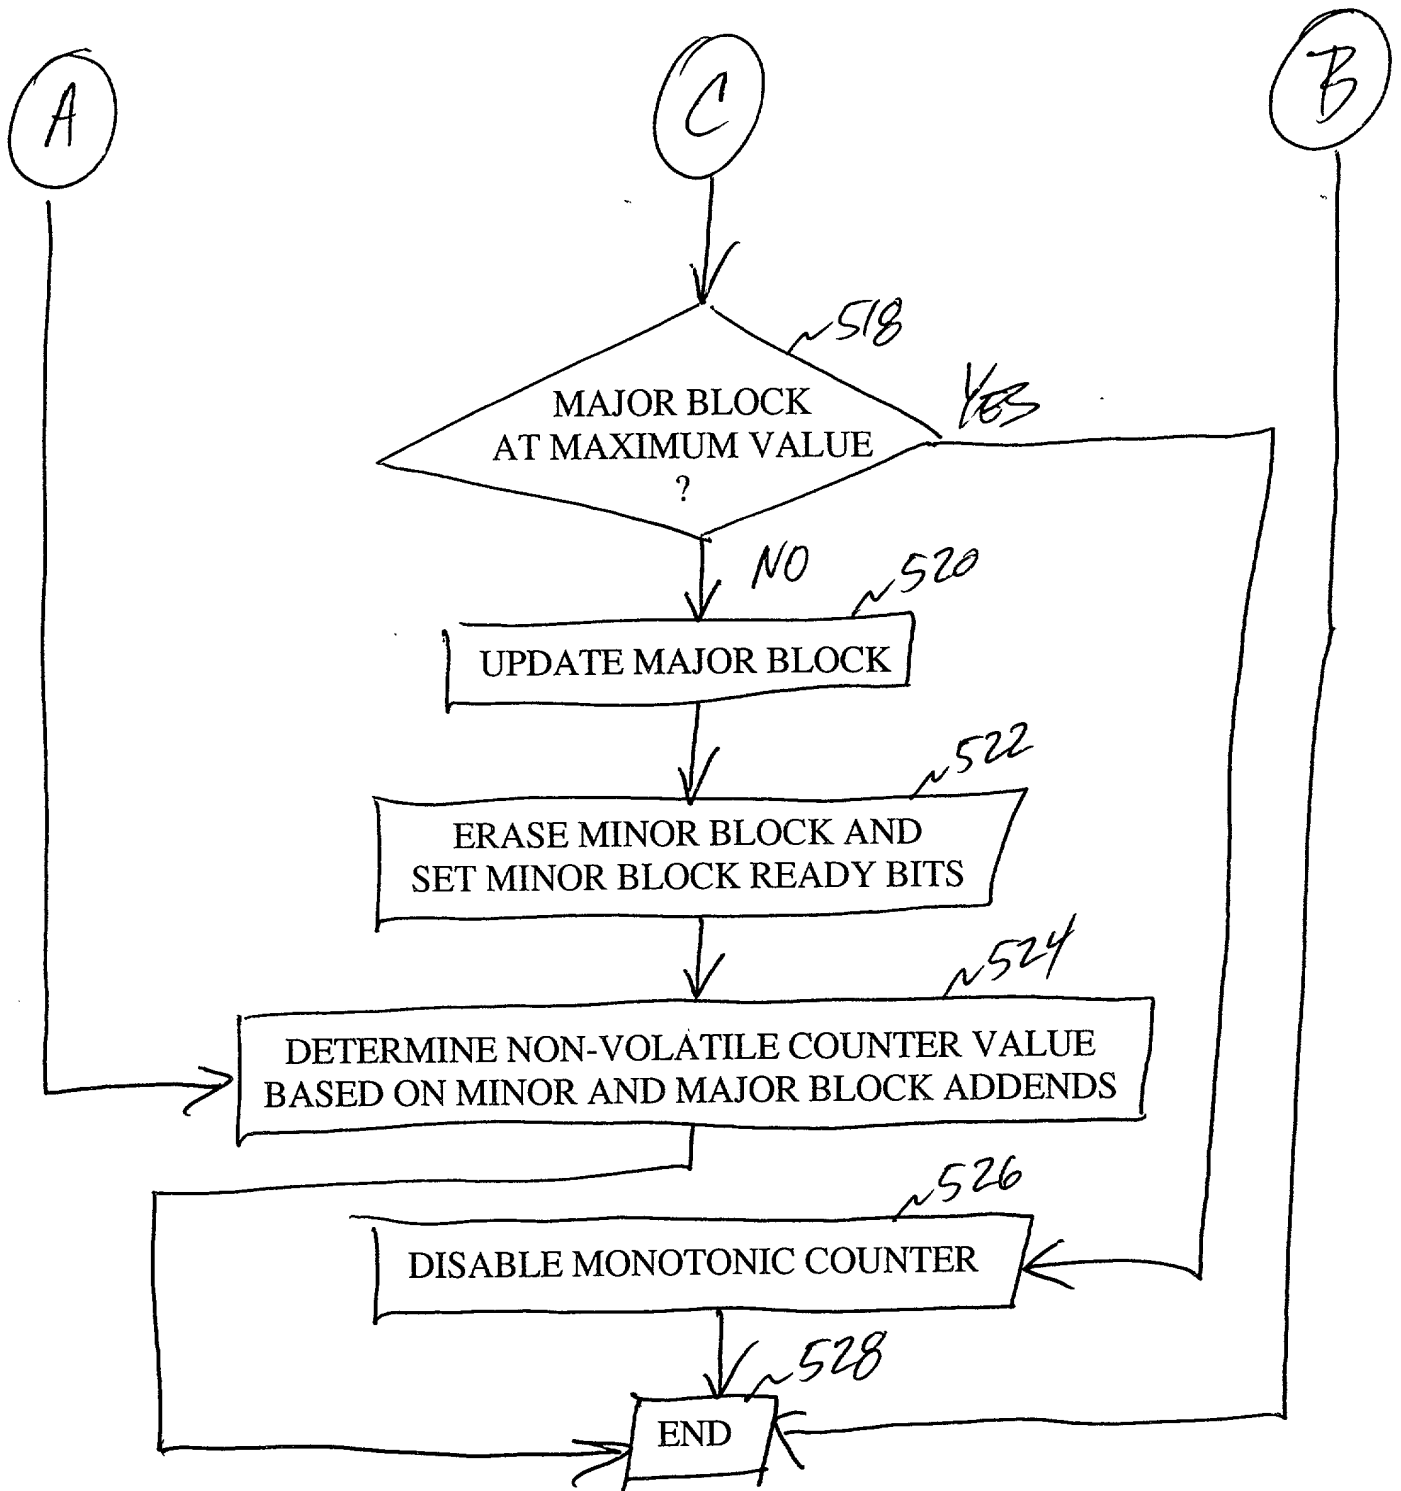 A
C
B
~518
MAJOR BLOCK
AT MAXIMUM VALUE
?
YES
NO
~520
UPDATE MAJOR BLOCK
~522
ERASE MINOR BLOCK AND
SET MINOR BLOCK READY BITS
~524
DETERMINE NON-VOLATILE COUNTER VALUE
BASED ON MINOR AND MAJOR BLOCK ADDENDS
~526
DISABLE MONOTONIC COUNTER
~528
END